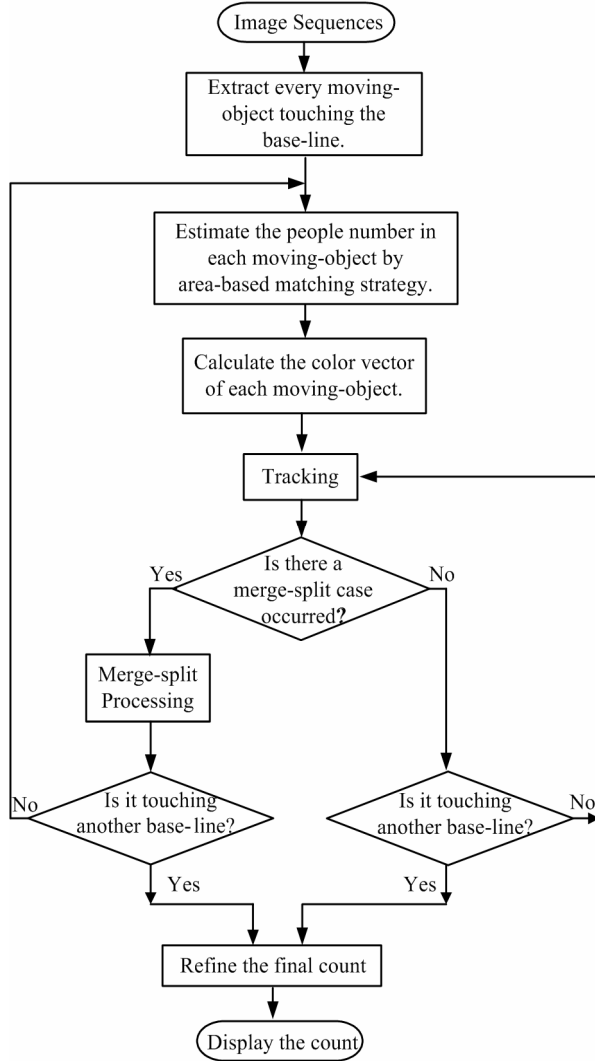 Image Sequences
Extract every moving-
object touching the
base-line.
Estimate the people number in
each moving-object by
area-based matching strategy.
Calculate the color vector
of each moving-object.
Tracking
Is there a
merge-split case
occurred?
Yes
No
Merge-split
Processing
Is it touching
another base-line?
No
Yes
Is it touching
another base-line?
No
Yes
Refine the final count
Display the count